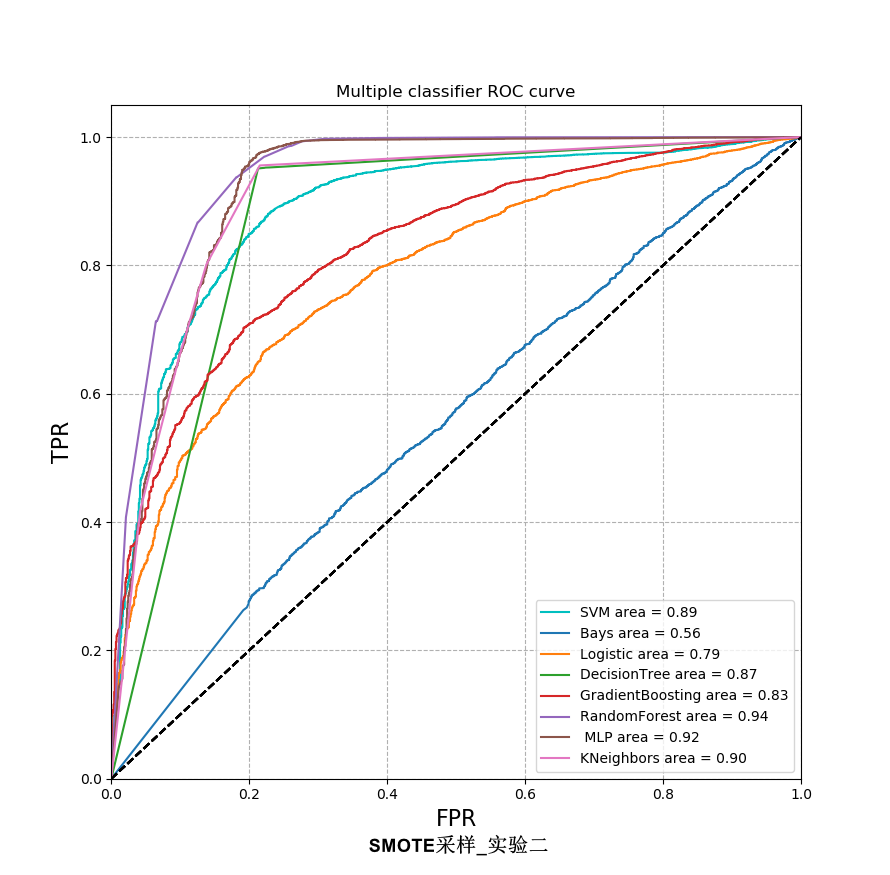 Multiple classifier ROC curve
1.0
0.8
0.6
0.4
0.2
0.0
TPR
SVM area = 0.89
Bays area = 0.56
Logistic area = 0.79
DecisionTree area = 0.87
GradientBoosting area = 0.83
RandomForest area = 0.94
MLP area = 0.92
KNeighbors area = 0.90
0.0 0.2 0.4 0.6 0.8 1.0
FPR
SMOTE采样_实验二